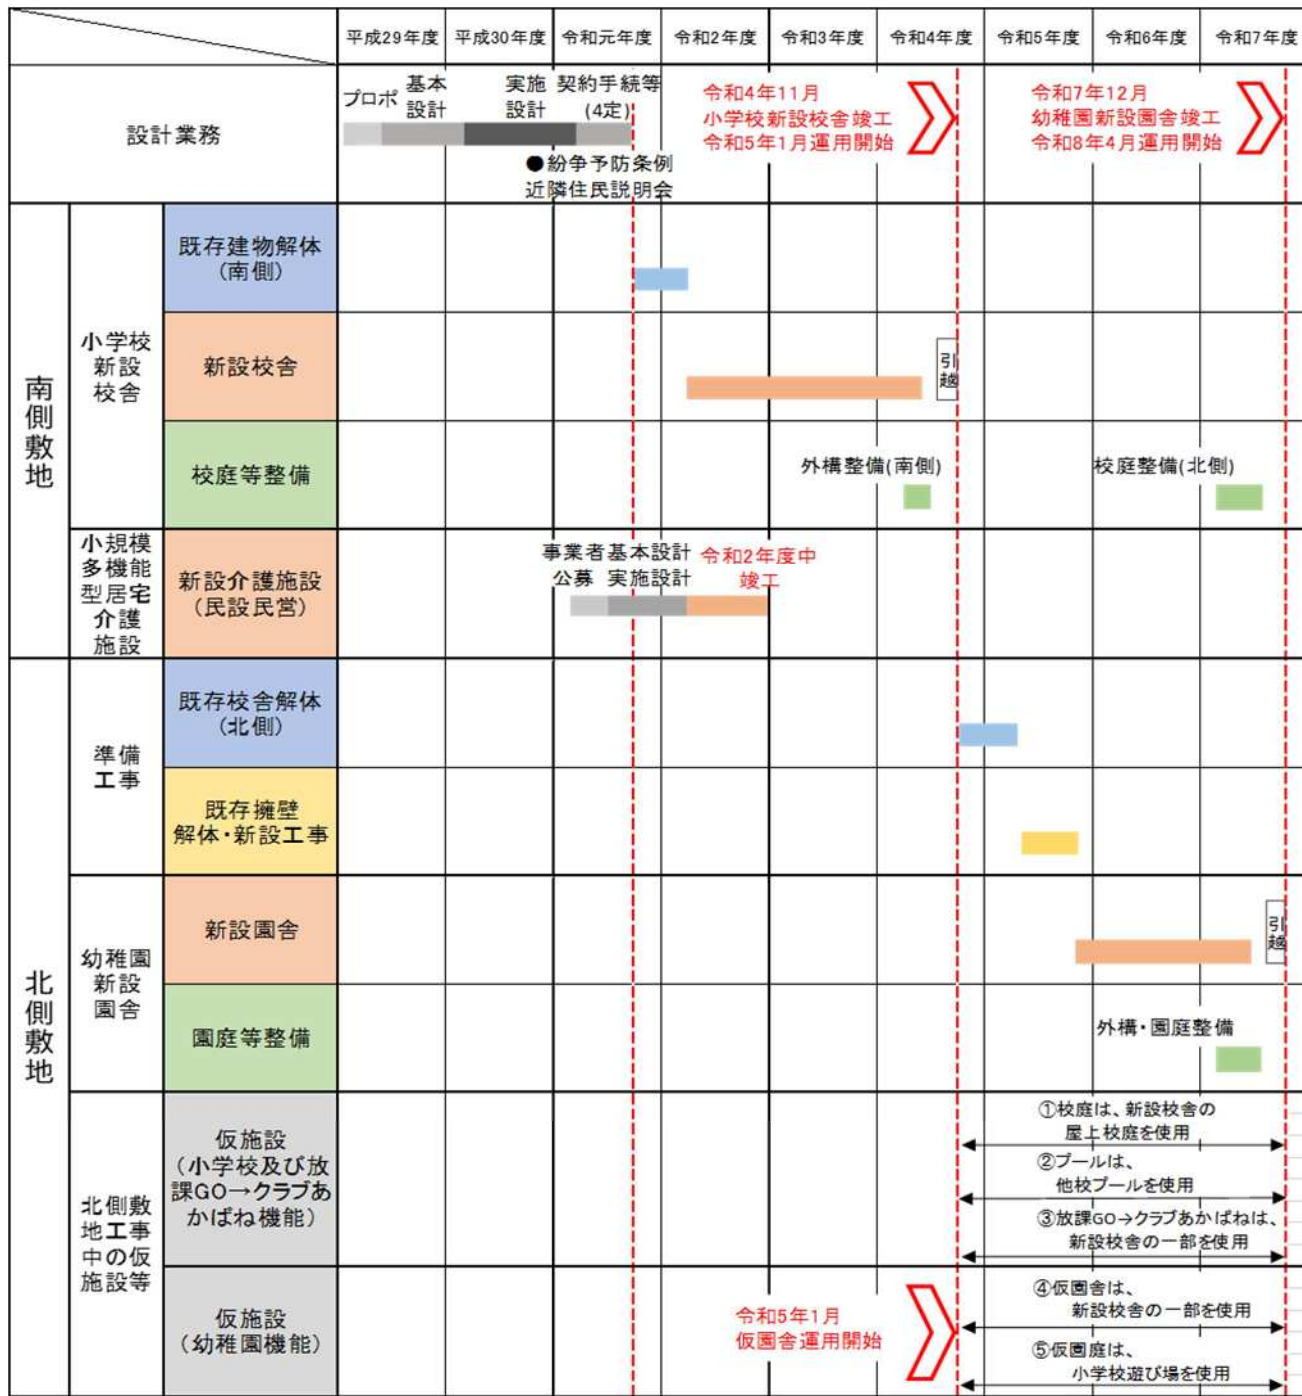 平成29年度 平成30年度 令和元年度 令和2年度 令和3年度 令和4年度 令和5年度 令和6年度 令和7年度
設計業務
プロポ
基本
設計
実施
設計
契約手続等
(4定)
●紛争予防条例
近隣住民説明会
令和4年11月
小学校新設校舎竣工
令和5年1月運用開始
令和7年12月
幼稚園新設園舎竣工
令和8年4月運用開始
南側敷地
小学校
新設
校舎
既存建物解体
(南側)
新設校舎
引越
校庭等整備
外構整備(南側)
校庭整備(北側)
小規模
多機能
型居宅
介護
施設
新設介護施設
(民設民営)
事業者
公募
基本設計
実施設計
令和2年度中
竣工
北側敷地
準備
工事
既存校舎解体
(北側)
既存擁壁
解体・新設工事
幼稚園
新設
園舎
新設園舎
引越
園庭等整備
外構・園庭整備
北側敷
地工事
中の仮
施設等
仮施設
(小学校及び放
課GO→クラブあ
かばね機能)
①校庭は、新設校舎の
屋上校庭を使用
②プールは、
他校プールを使用
③放課GO→クラブあかばねは、
新設校舎の一部を使用
仮施設
(幼稚園機能)
令和5年1月
仮園舎運用開始
④仮園舎は、
新設校舎の一部を使用
⑤仮園庭は、
小学校遊び場を使用